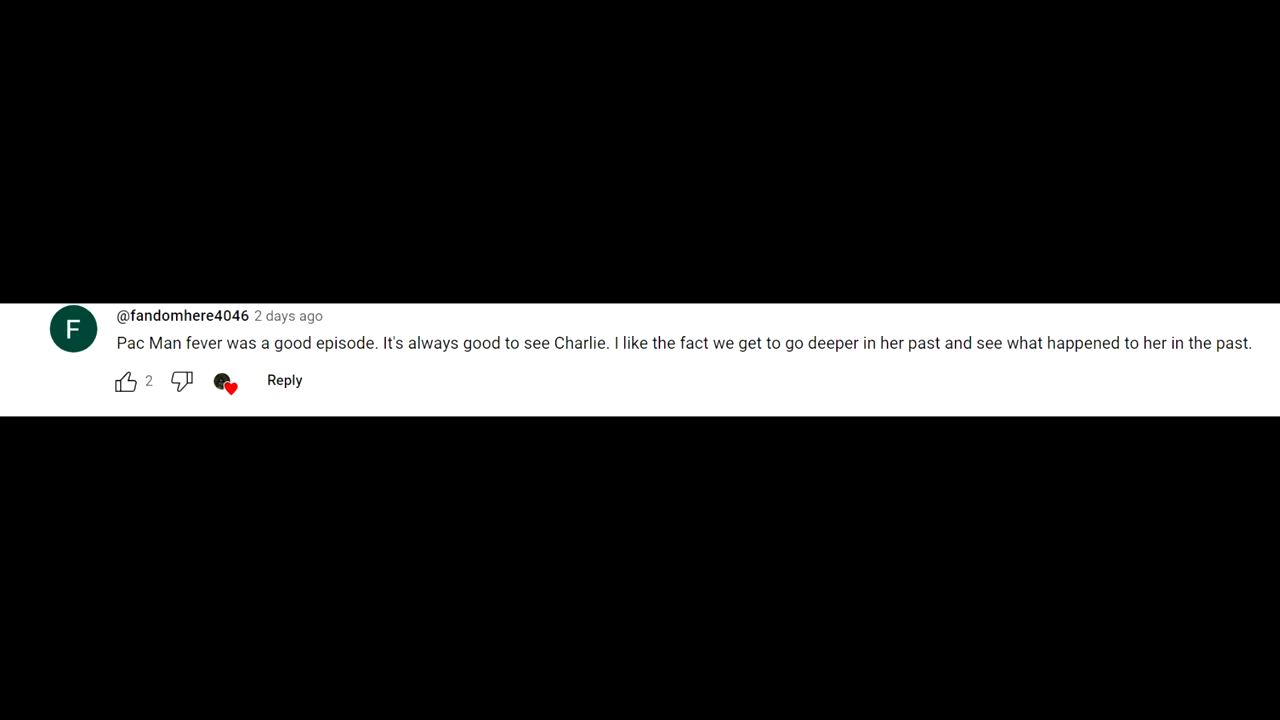 F
@fandomhere4046 2 days ago
Pac Man fever was a good episode. It's always good to see Charlie. I like the fact we get to go deeper in her past and see what happened to her in the past.
2 Reply